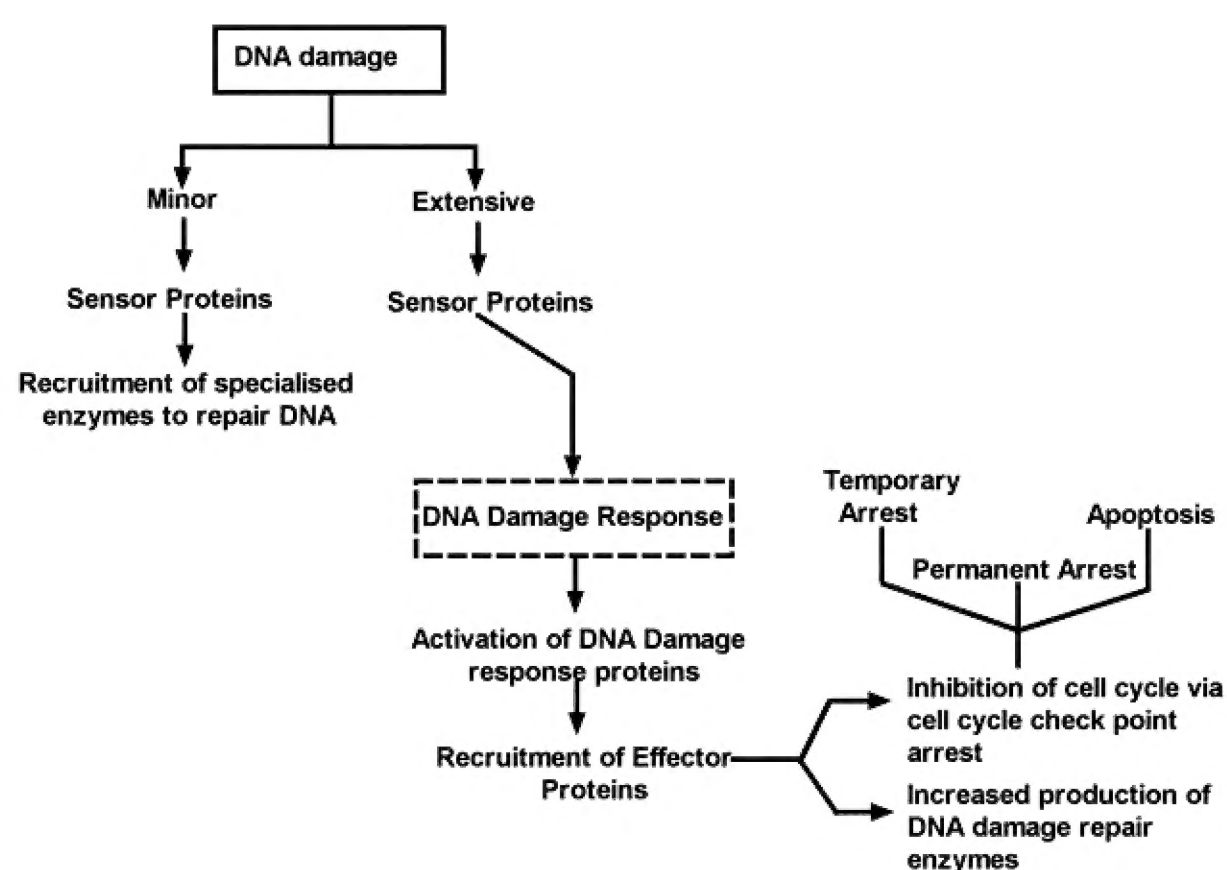 DNA damage
Minor
Extensive
Sensor Proteins
Sensor Proteins
Recruitment of specialised
enzymes to repair DNA
DNA Damage Response
Temporary
Arrest
Apoptosis
Permanent Arrest
Activation of DNA Damage
response proteins
Recruitment of Effector
Proteins
Inhibition of cell cycle via
cell cycle check point
arrest
Increased production of
DNA damage repair
enzymes